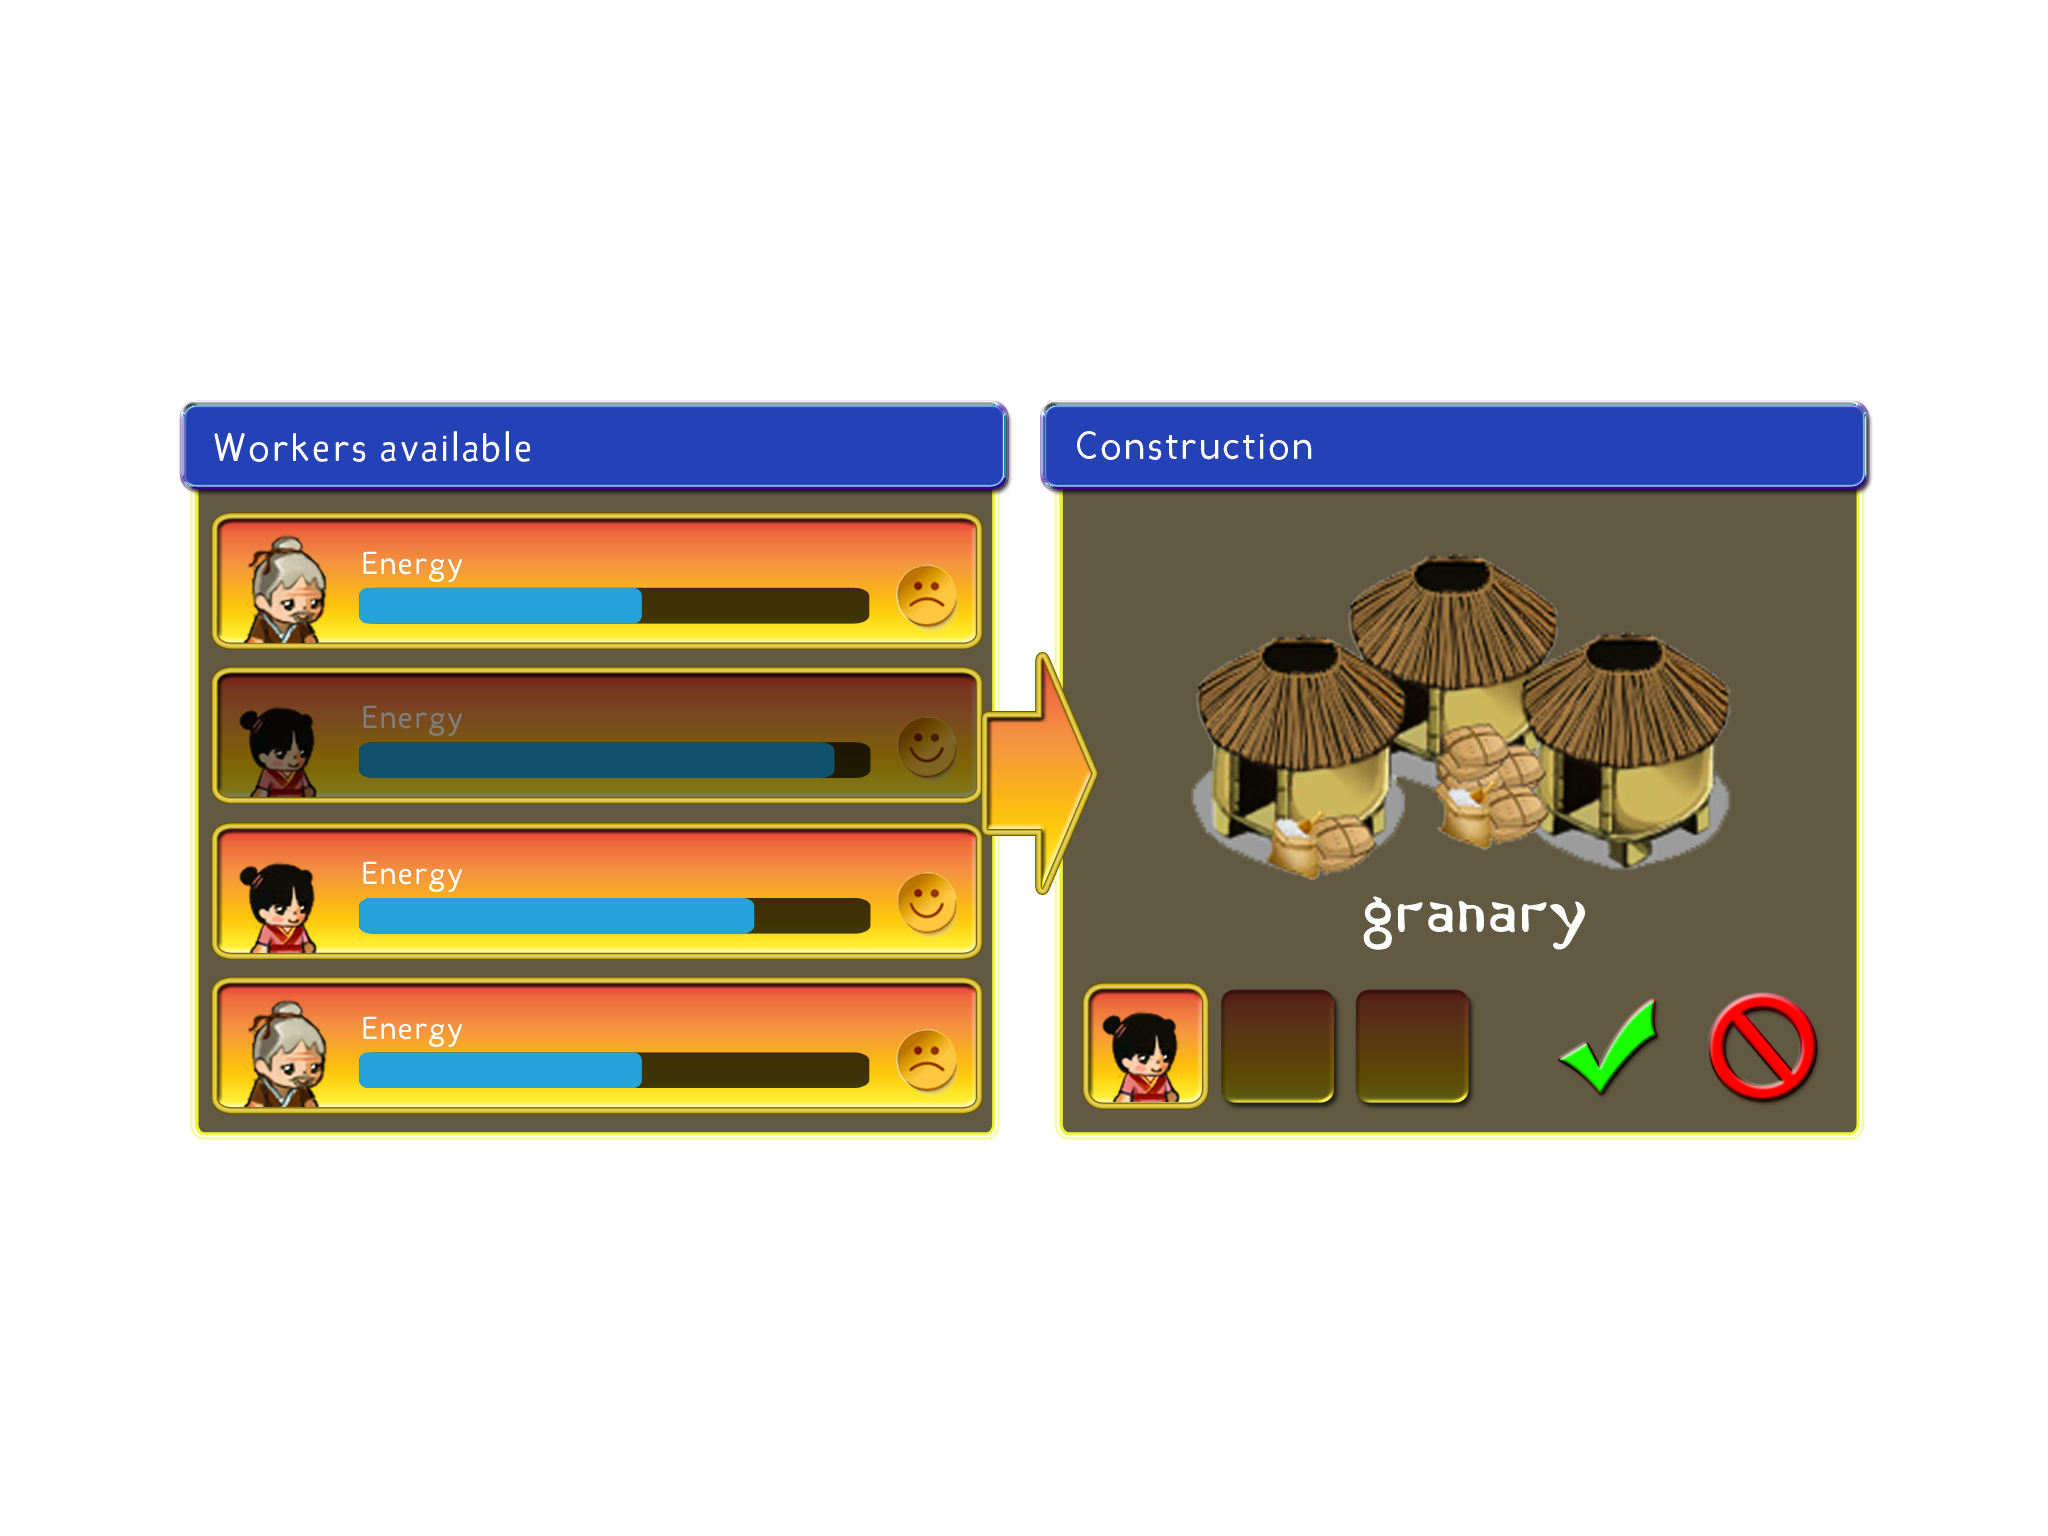 Workers available
Energy
Energy
Energy
Energy
Construction
granary